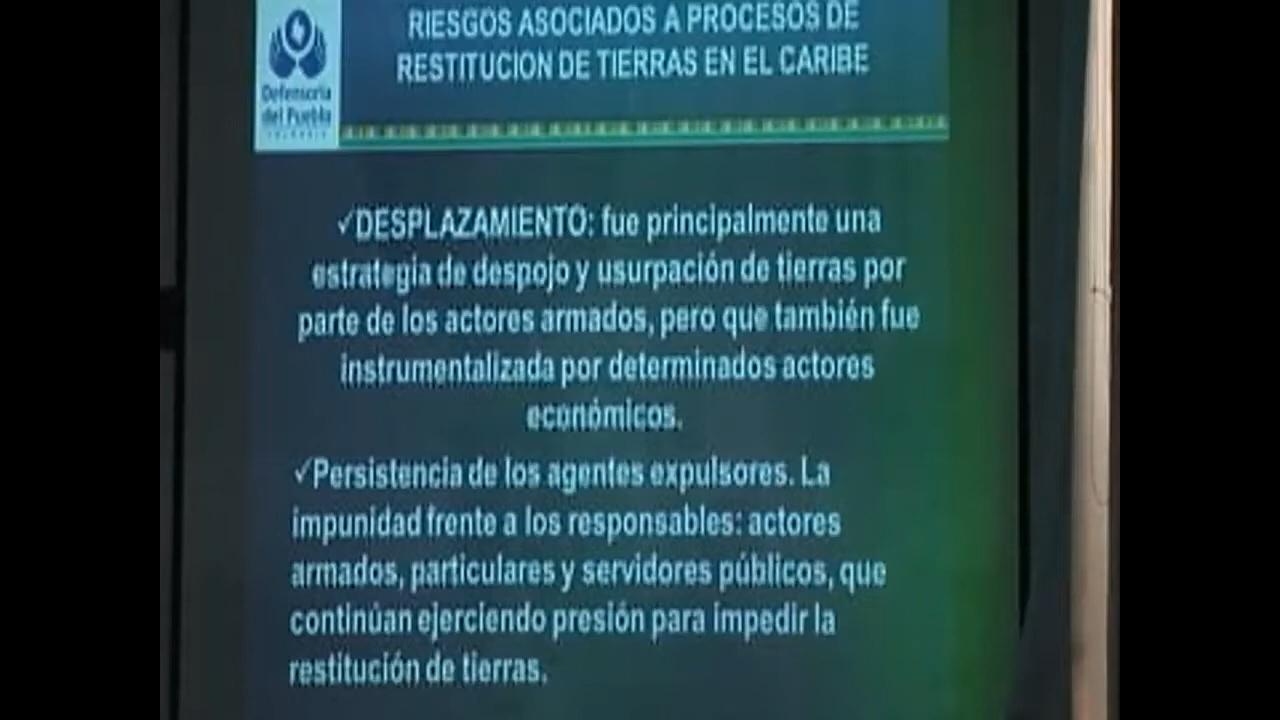 RIESGOS ASOCIADOS A PROCESOS DE
RESTITUCION DE TIERRAS EN EL CARIBE
Defensoría
del Pueblo
COLOMBIA
✓DESPLAZAMIENTO: fue principalmente una
estrategia de despojo y usurpación de tierras por
parte de los actores armados, pero que también fue
instrumentalizada por determinados actores
económicos.
✓Persistencia de los agentes expulsores. La
impunidad frente a los responsables: actores
armados, particulares y servidores públicos, que
continúan ejerciendo presión para impedir la
restitución de tierras.